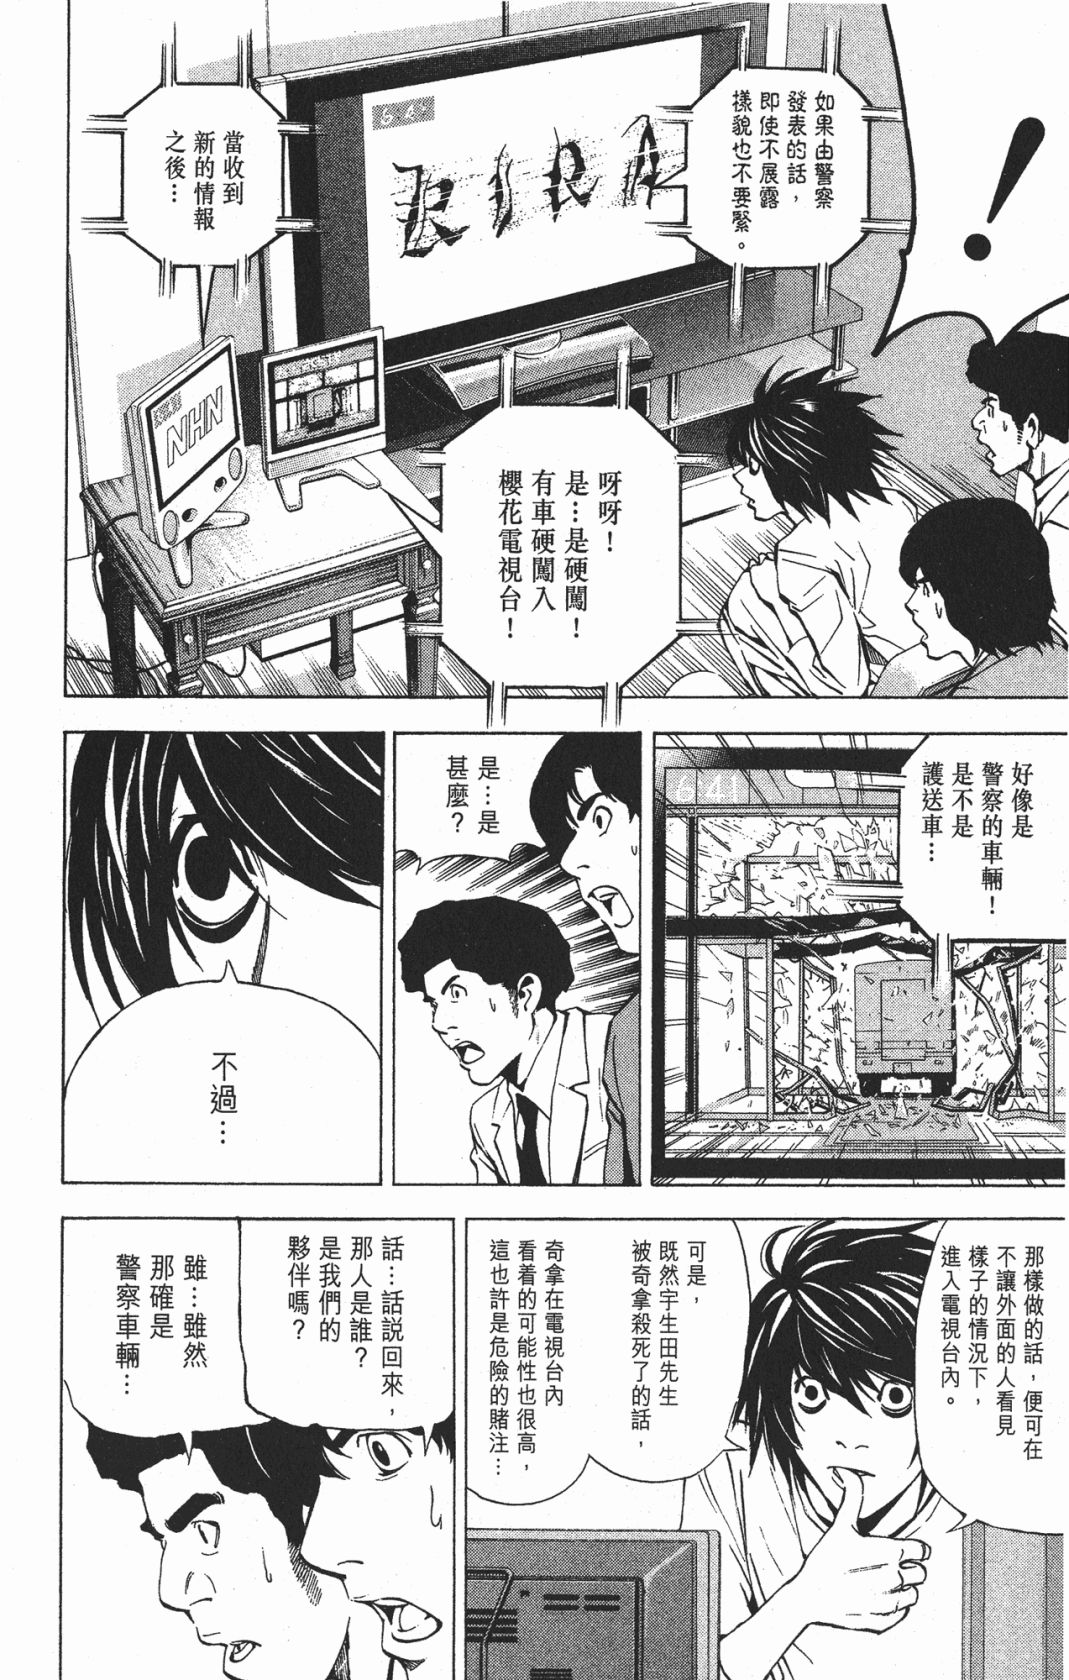 ！
如果由警察
發表的話，
即使不展露
樣貌也不要緊。
6:4
KIRA
當收到
新的情報
之後…
NHN
呀呀！
是…是硬闖！
有車硬闖入
櫻花電視台！
好像是
警察的車輛！
是不是
護送車…
6:41
是…是
甚麼？
不過…
那樣做的話，便可在
不讓外面的人看見
樣子的情況下，
進入電視台內。
可是，
既然宇生田先生
被奇拿殺死了的話，
奇拿在電視台內
看着的可能性也很高，
這也許是危險的賭注…
話…話說回來，
那人是誰？
是我們的
夥伴嗎？
雖…雖然
那確是
警察車輛…